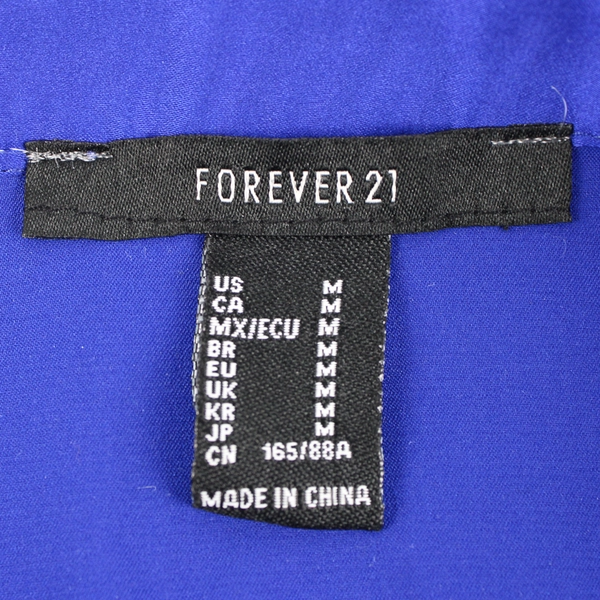 FOREVER 21
US M
CA M
MX/ECU M
BR M
EU M
UK M
KR M
JP M
CN 165/88A
MADE IN CHINA